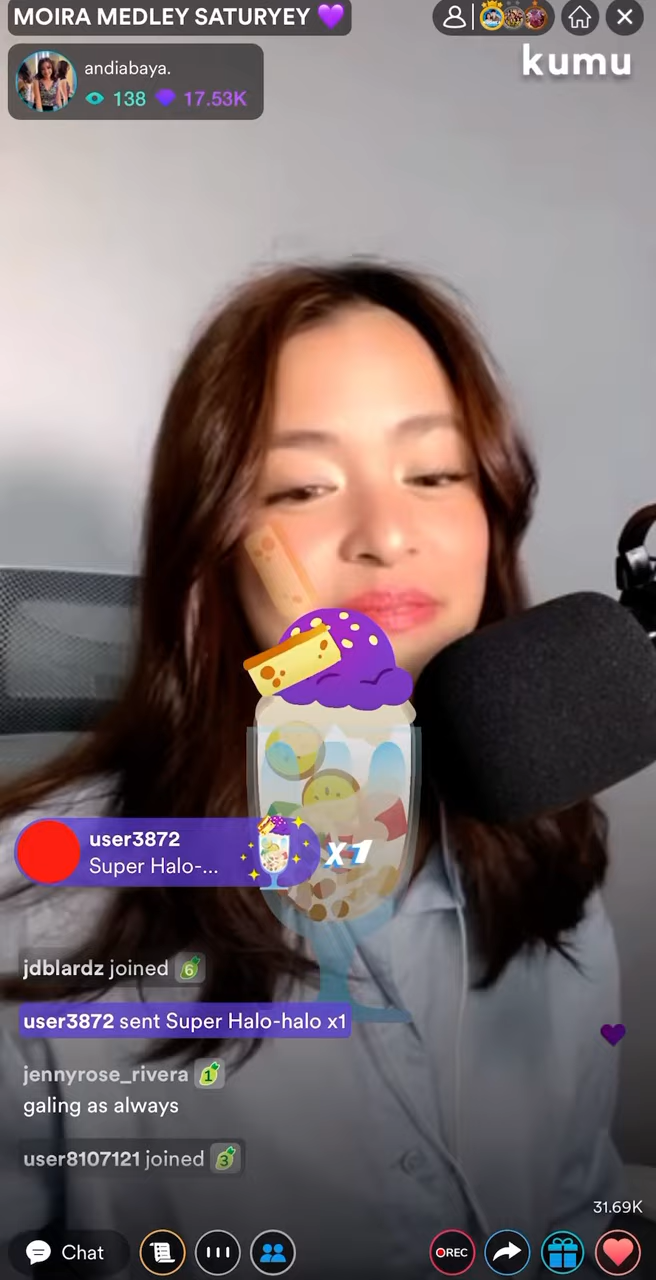 MOIRA MEDLEY SATURYEY 💜
kumu
andiabaya.
138 17.53K
user3872
Super Halo-...
x1
jdblardz joined 6
user3872 sent Super Halo-halo x1
jennyrose_rivera 1
galing as always
user8107121 joined 3
31.69K
Chat
REC